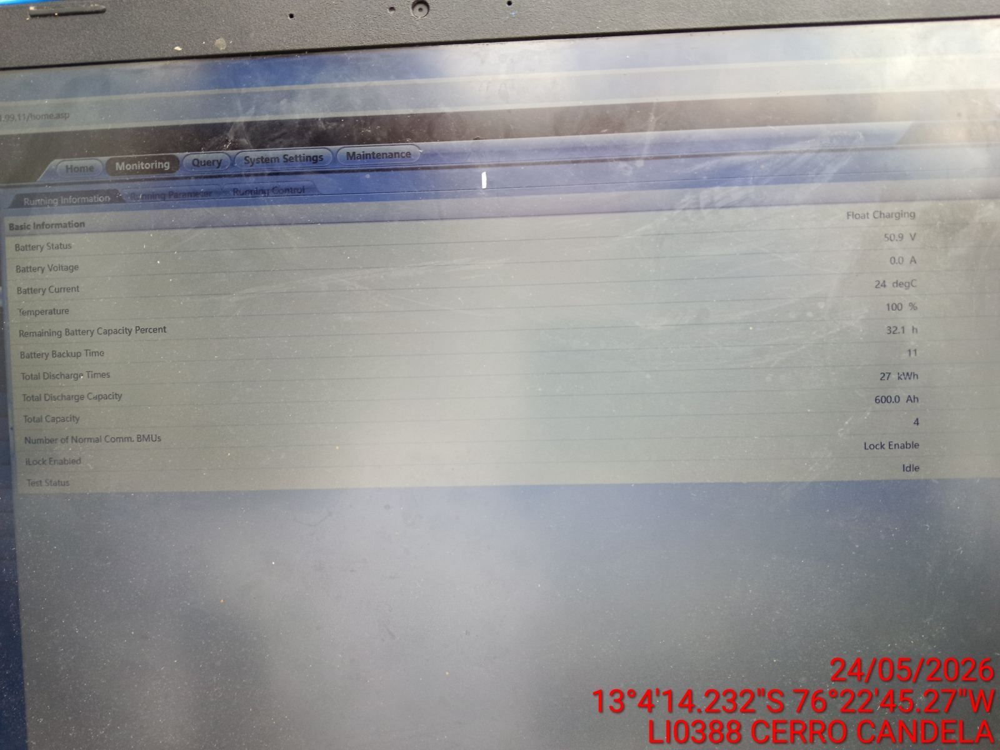 1.99.11/home.asp
Home Monitoring Query System Settings Maintenance
Running Information Running Parameter Running Control
Basic Information
Battery Status Float Charging
Battery Voltage 50.9 V
Battery Current 0.0 A
Temperature 24 degC
Remaining Battery Capacity Percent 100 %
Battery Backup Time 32.1 h
Total Discharge Times 11
Total Discharge Capacity 27 kWh
Total Capacity 600.0 Ah
Number of Normal Comm. BMUs 4
iLock Enabled Lock Enable
Test Status Idle
24/05/2026
13°4'14.232"S 76°22'45.27"W
LI0388 CERRO CANDELA